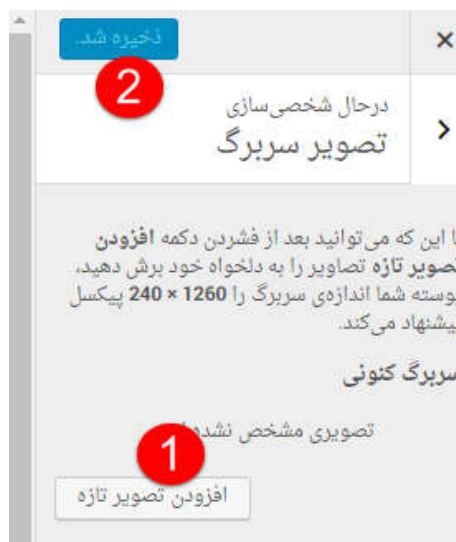 ذخیره شد.
2
درحال شخصی‌سازی
تصویر سربرگ
این که می‌توانید بعد از فشردن دکمه افزودن
تصویر تازه تصاویر را به دلخواه خود برش دهید،
پوسته شما اندازه‌ی سربرگ را 1260 × 240 پیکسل
پیشنهاد می‌کند.
سربرگ کنونی
تصویری مشخص نشده
1
افزودن تصویر تازه